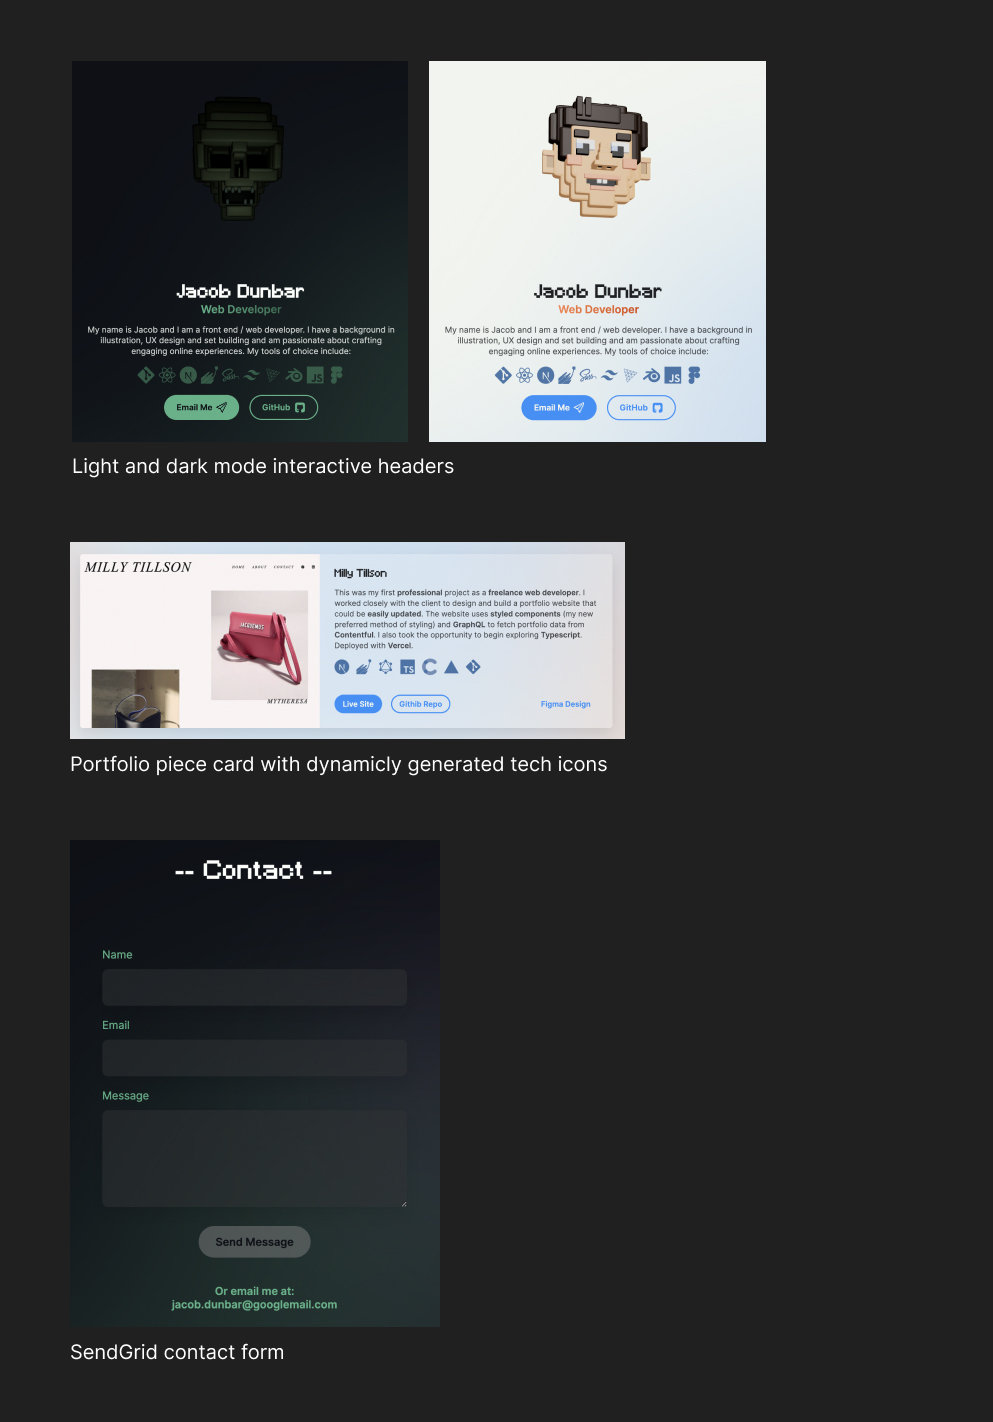 Jacob Dunbar
Web Developer
My name is Jacob and I am a front end / web developer. I have a background in
illustration, UX design and set building and am passionate about crafting
engaging online experiences. My tools of choice include:
N
Sass
JS
Email Me
GitHub
Jacob Dunbar
Web Developer
My name is Jacob and I am a front end / web developer. I have a background in
illustration, UX design and set building and am passionate about crafting
engaging online experiences. My tools of choice include:
N
Sass
JS
Email Me
GitHub
Light and dark mode interactive headers
MILLY TILLSON
HOME ABOUT CONTACT
JACQUEMUS
MYTHERESA
Milly Tillson
This was my first professional project as a freelance web developer. I
worked closely with the client to design and build a portfolio website that
could be easily updated. The website uses styled components (my new
preferred method of styling) and GraphQL to fetch portfolio data from
Contentful. I also took the opportunity to begin exploring Typescript.
Deployed with Vercel.
N
TS
Live Site
Githib Repo
Figma Design
Portfolio piece card with dynamicly generated tech icons
-- Contact --
Name
Email
Message
Send Message
Or email me at:
jacob.dunbar@googlemail.com
SendGrid contact form